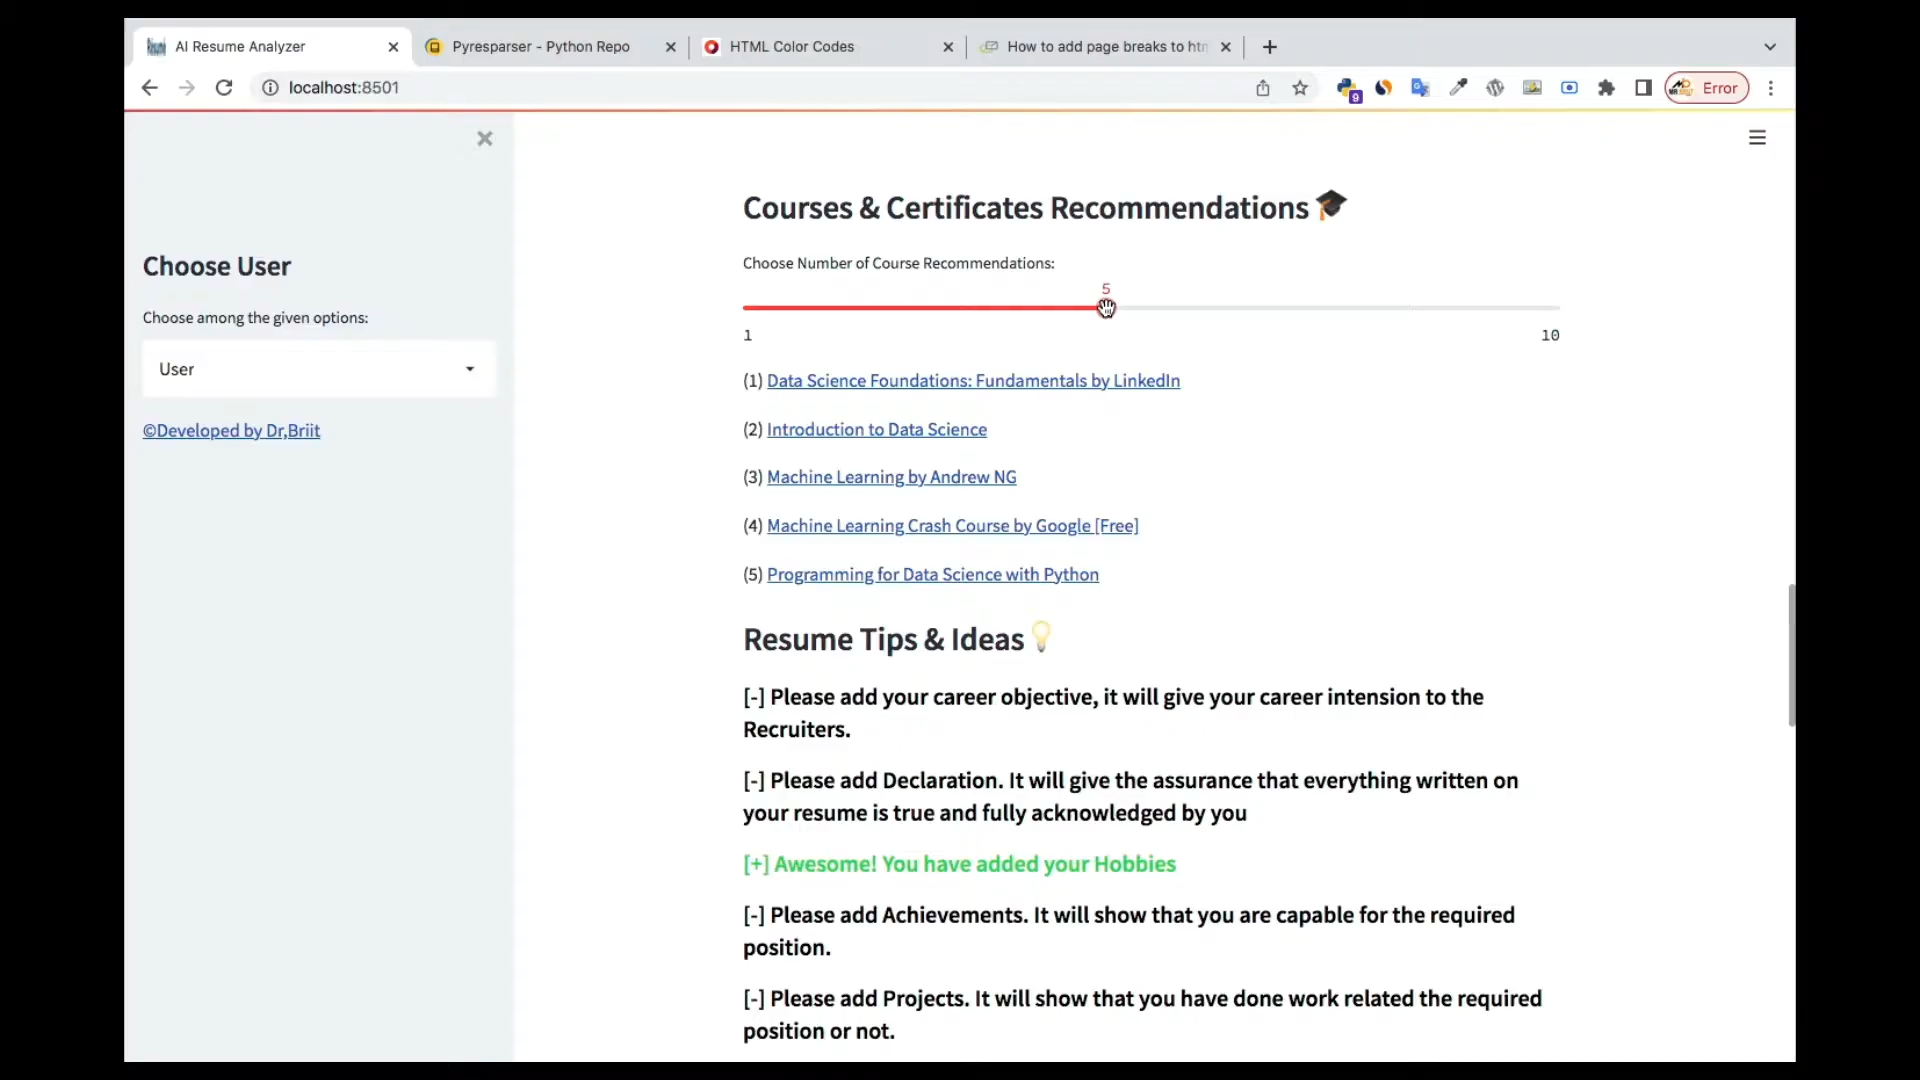 AI Resume Analyzer
Pyresparser - Python Repo
HTML Color Codes
How to add page breaks to htm
localhost:8501
9
Error
Choose User
Choose among the given options:
User
©Developed by Dr,Briit
Courses & Certificates Recommendations 🎓
Choose Number of Course Recommendations:
5
1
10
(1) Data Science Foundations: Fundamentals by LinkedIn
(2) Introduction to Data Science
(3) Machine Learning by Andrew NG
(4) Machine Learning Crash Course by Google [Free]
(5) Programming for Data Science with Python
Resume Tips & Ideas 💡
[-] Please add your career objective, it will give your career intension to the
Recruiters.
[-] Please add Declaration. It will give the assurance that everything written on
your resume is true and fully acknowledged by you
[+] Awesome! You have added your Hobbies
[-] Please add Achievements. It will show that you are capable for the required
position.
[-] Please add Projects. It will show that you have done work related the required
position or not.